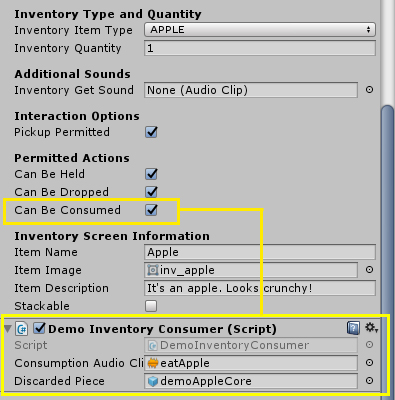 Inventory Type and Quantity
Inventory Item Type APPLE
Inventory Quantity 1
Additional Sounds
Inventory Get Sound None (Audio Clip)
Interaction Options
Pickup Permitted
Permitted Actions
Can Be Held
Can Be Dropped
Can Be Consumed
Inventory Screen Information
Item Name Apple
Item Image inv_apple
Item Description It's an apple. Looks crunchy!
Stackable
Demo Inventory Consumer (Script)
Script DemoInventoryConsumer
Consumption Audio Cli eatApple
Discarded Piece demoAppleCore